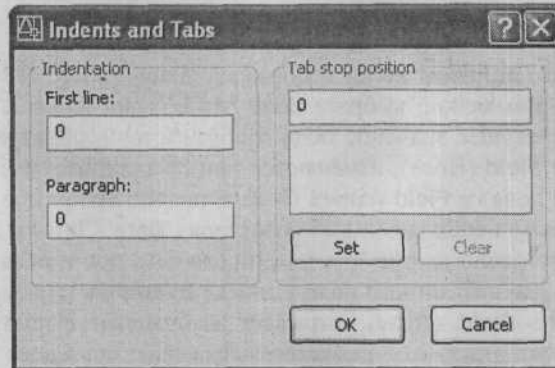 Indents and Tabs
Indentation
First line:
0
Paragraph:
0
Tab stop position
0
Set
Clear
OK
Cancel